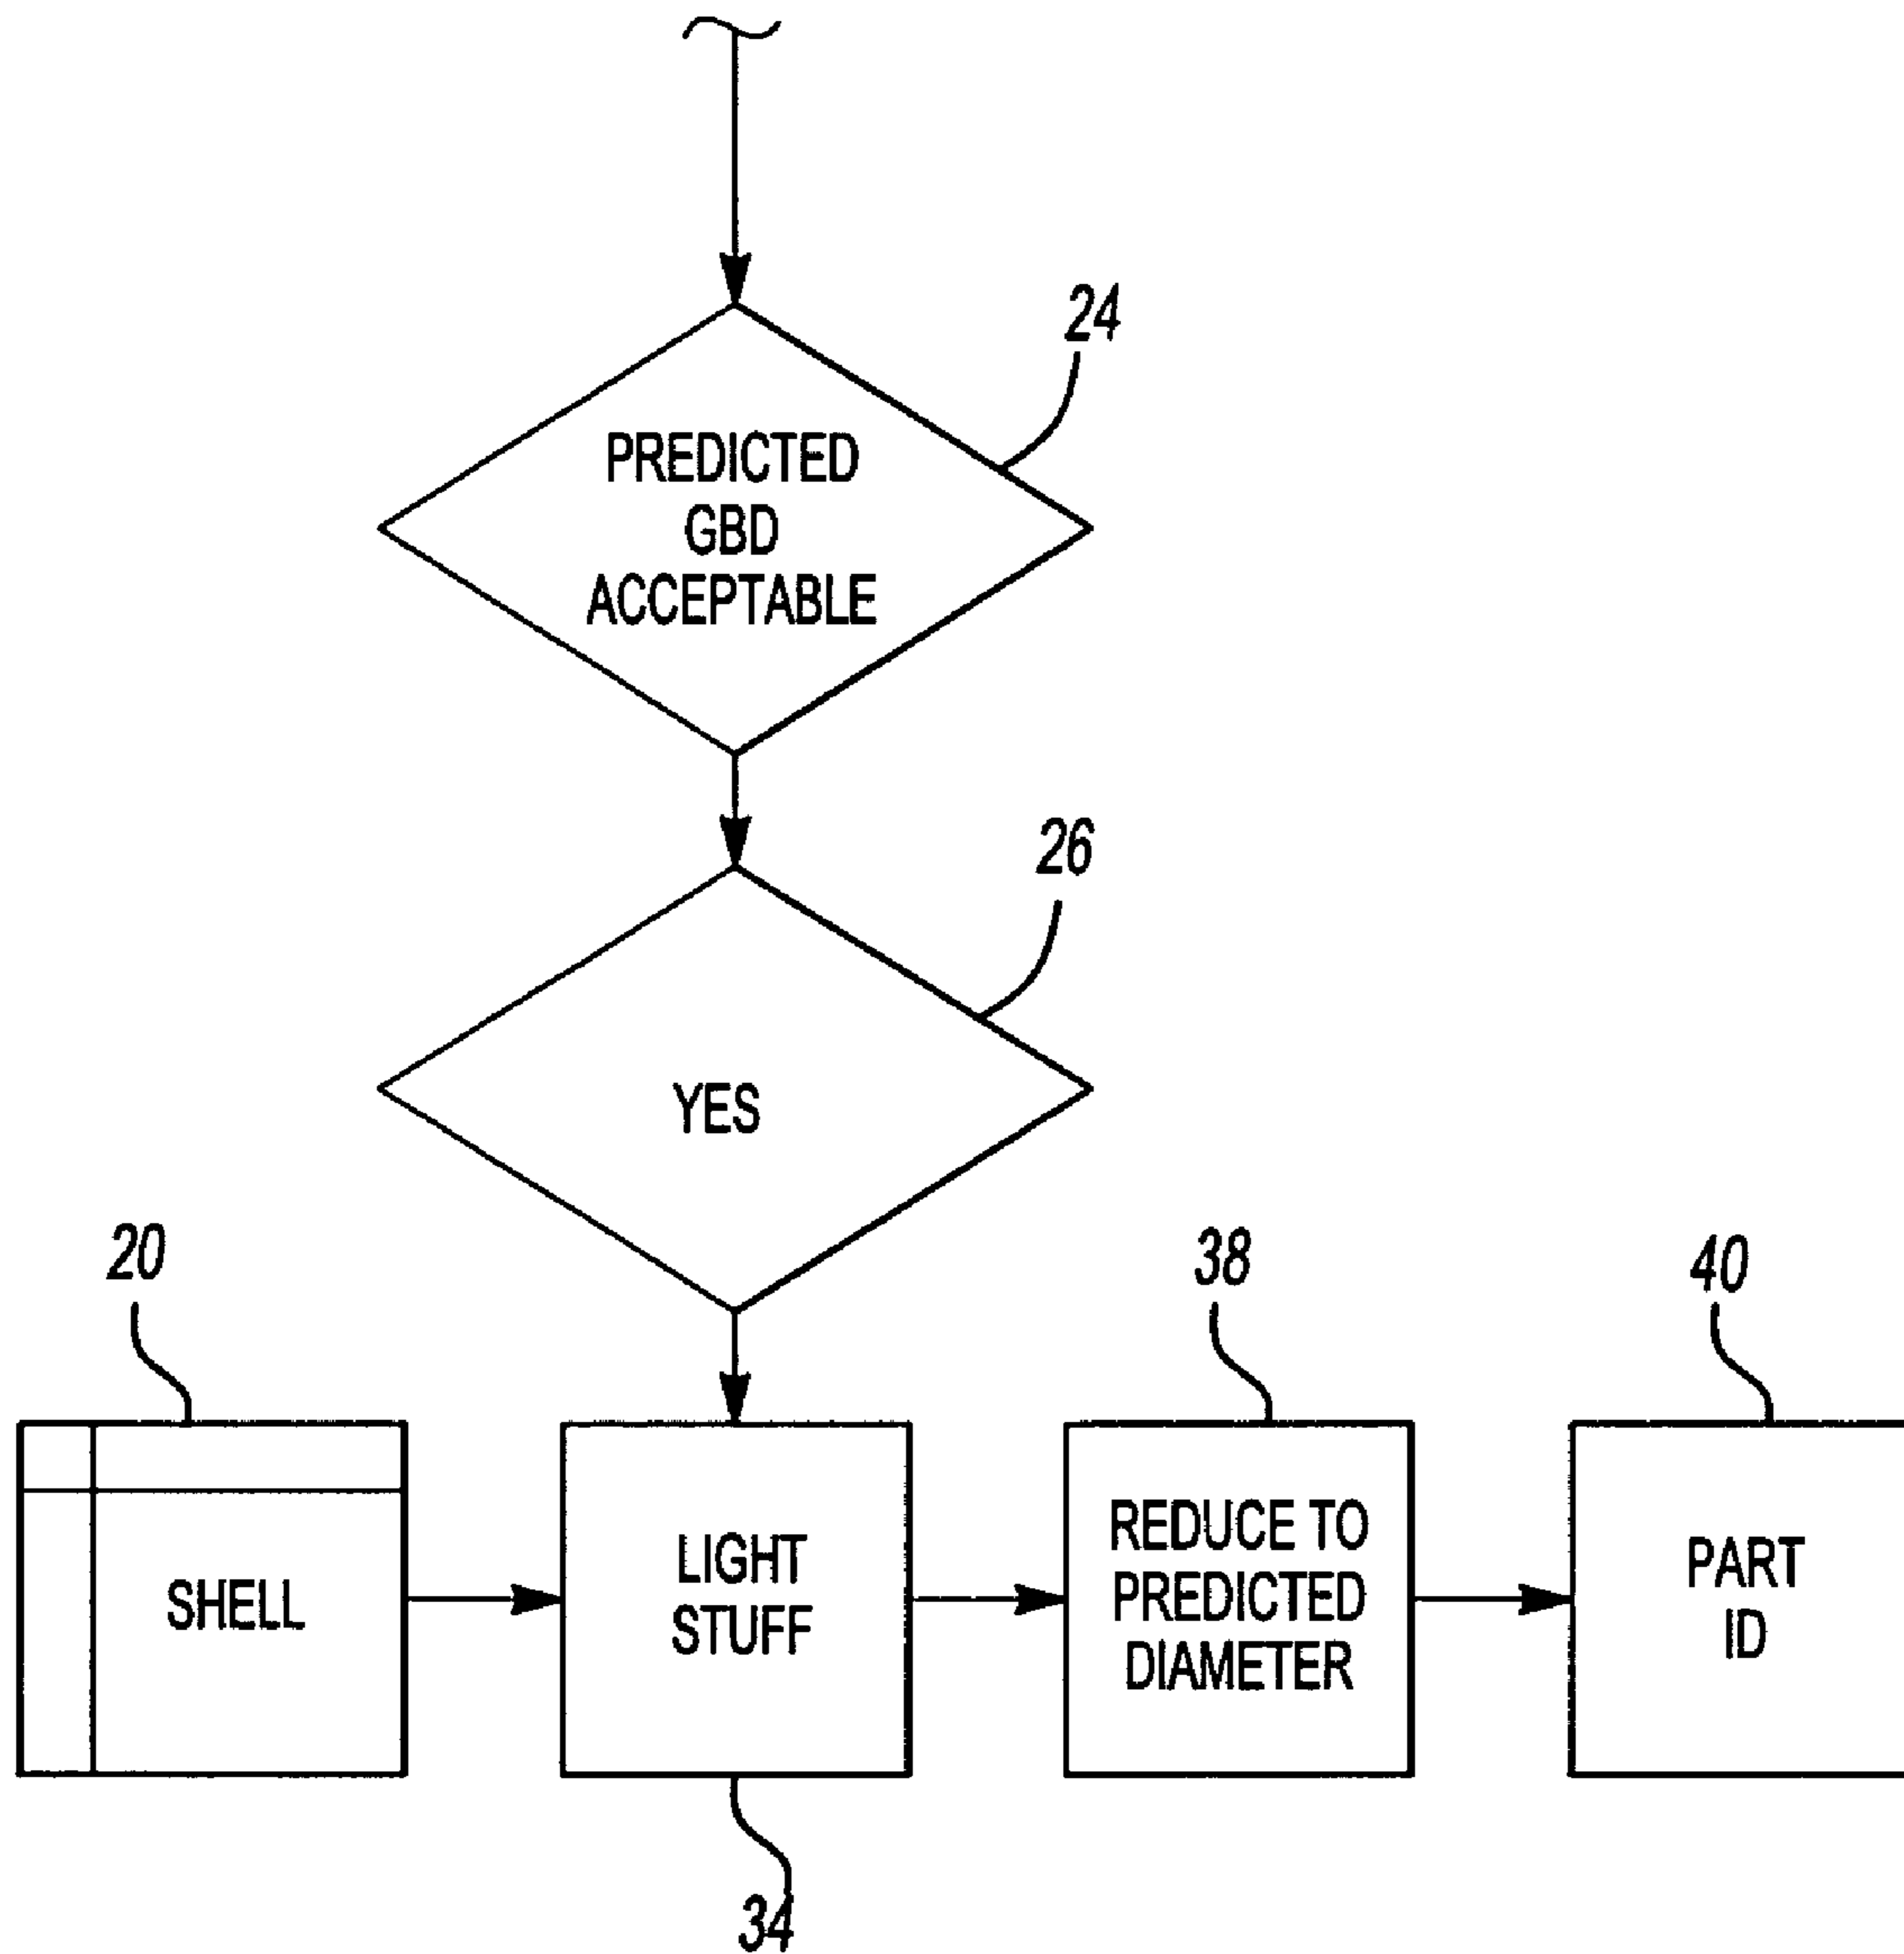 24
PREDICTED
GBD
ACCEPTABLE
26
YES
20
38
40
SHELL
LIGHT
STUFF
REDUCE TO
PREDICTED
DIAMETER
PART
ID
34